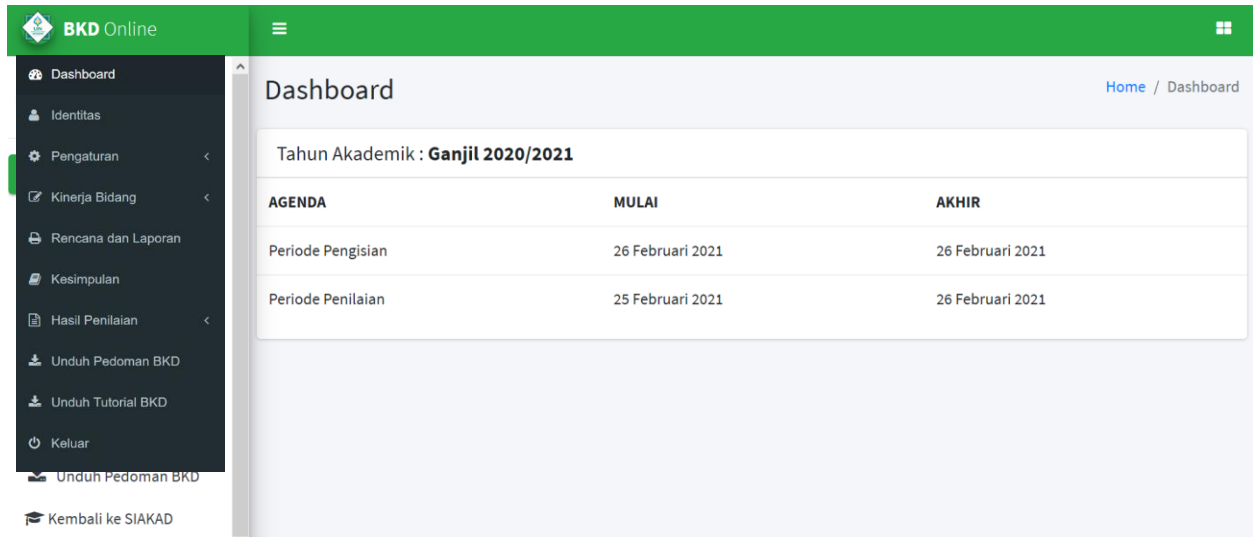 BKD Online
Dashboard
Identitas
Pengaturan
Kinerja Bidang
Rencana dan Laporan
Kesimpulan
Hasil Penilaian
Unduh Pedoman BKD
Unduh Tutorial BKD
Keluar
Unduh Pedoman BKD
Kembali ke SIAKAD
Dashboard
Home / Dashboard
Tahun Akademik : Ganjil 2020/2021
AGENDA MULAI AKHIR
Periode Pengisian 26 Februari 2021 26 Februari 2021
Periode Penilaian 25 Februari 2021 26 Februari 2021